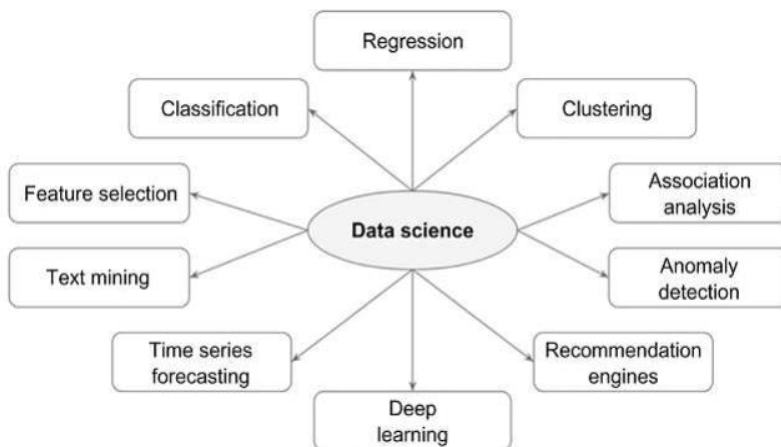 Regression
Classification
Clustering
Feature selection
Association
analysis
Data science
Text mining
Anomaly
detection
Time series
forecasting
Recommendation
engines
Deep
learning